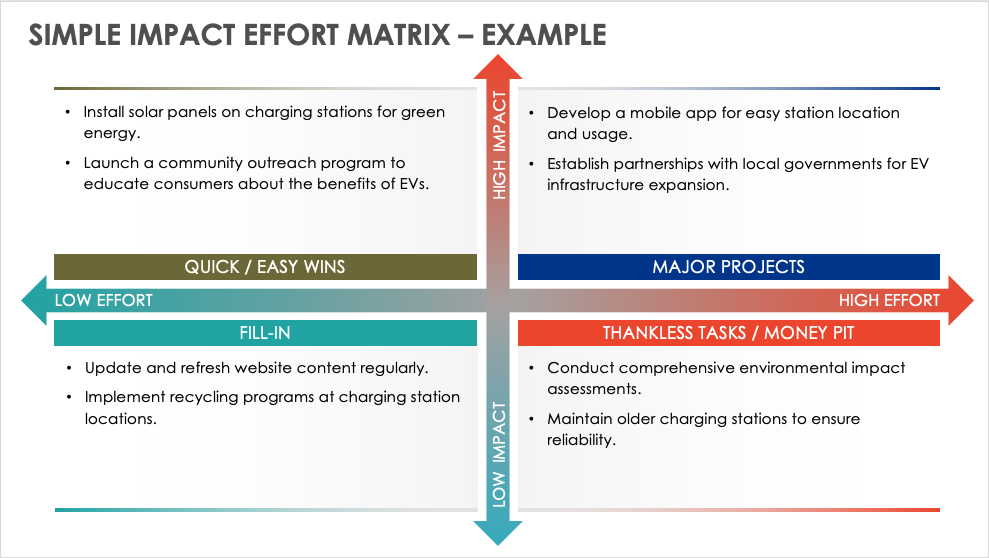 SIMPLE IMPACT EFFORT MATRIX – EXAMPLE
HIGH IMPACT
• Install solar panels on charging stations for green
energy.
• Launch a community outreach program to
educate consumers about the benefits of EVs.
• Develop a mobile app for easy station location
and usage.
• Establish partnerships with local governments for EV
infrastructure expansion.
QUICK / EASY WINS
MAJOR PROJECTS
LOW EFFORT
HIGH EFFORT
FILL-IN
THANKLESS TASKS / MONEY PIT
• Update and refresh website content regularly.
• Implement recycling programs at charging station
locations.
• Conduct comprehensive environmental impact
assessments.
• Maintain older charging stations to ensure
reliability.
LOW IMPACT